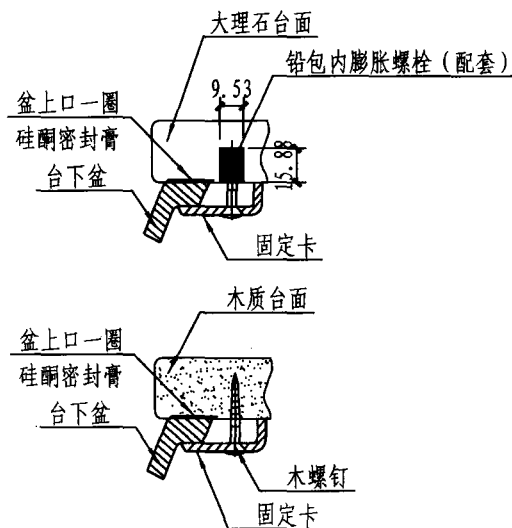 大理石台面
铅包内膨胀螺栓（配套）
9.53
盆上口一圈
硅酮密封膏
台下盆
15.88
固定卡
木质台面
盆上口一圈
硅酮密封膏
台下盆
木螺钉
固定卡